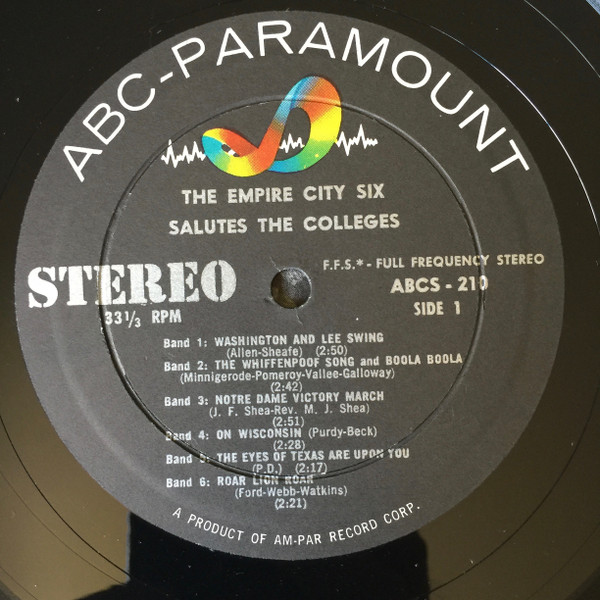 ABC-PARAMOUNT
THE EMPIRE CITY SIX
SALUTES THE COLLEGES
STEREO
33 1/3 RPM
F.F.S.* - FULL FREQUENCY STEREO
ABCS - 210
SIDE 1
Band 1: WASHINGTON AND LEE SWING
(Allen-Sheafe) (2:50)
Band 2: THE WHIFFENPOOF SONG and BOOLA BOOLA
(Minnigerode-Pomeroy-Vallee-Galloway)
(2:42)
Band 3: NOTRE DAME VICTORY MARCH
(J. F. Shea-Rev. M. J. Shea)
(2:51)
Band 4: ON WISCONSIN (Purdy-Beck)
(2:28)
Band 5: THE EYES OF TEXAS ARE UPON YOU
(P.D.) (2:17)
Band 6: ROAR LION ROAR
(Ford-Webb-Watkins)
(2:21)
A PRODUCT OF AM-PAR RECORD CORP.